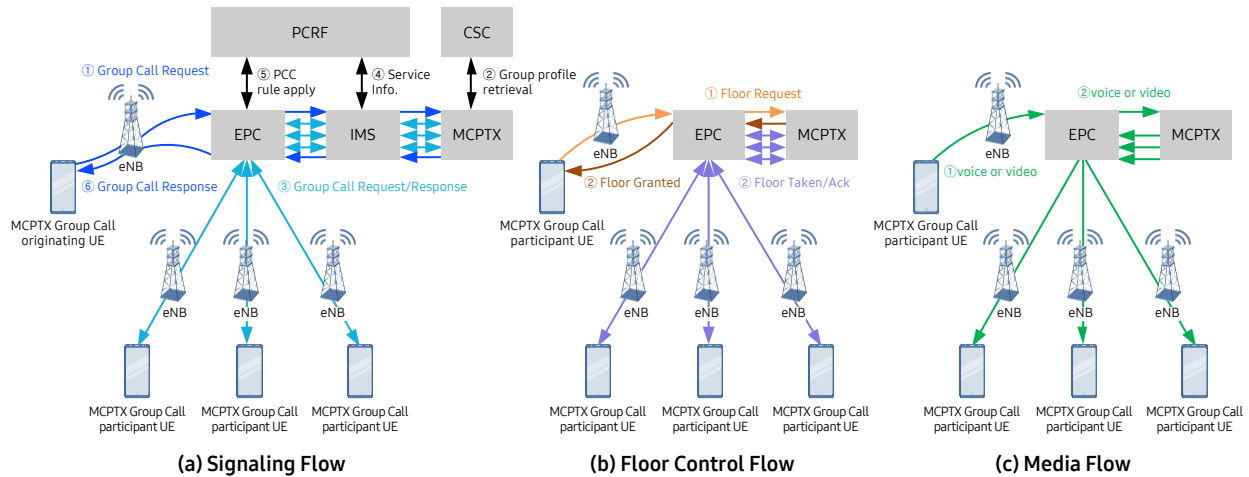 PCRF
CSC
① Group Call Request
⑤ PCC
rule apply
④ Service
Info.
② Group profile
retrieval
EPC
IMS
MCPTX
eNB
⑥ Group Call Response
③ Group Call Request/Response
MCPTX Group Call
originating UE
eNB
eNB
eNB
MCPTX Group Call
participant UE
MCPTX Group Call
participant UE
MCPTX Group Call
participant UE
(a) Signaling Flow
① Floor Request
EPC
MCPTX
eNB
② Floor Granted
② Floor Taken/Ack
MCPTX Group Call
participant UE
eNB
eNB
eNB
MCPTX Group Call
participant UE
MCPTX Group Call
participant UE
MCPTX Group Call
participant UE
(b) Floor Control Flow
②voice or video
EPC
MCPTX
eNB
①voice or video
MCPTX Group Call
participant UE
eNB
eNB
eNB
MCPTX Group Call
participant UE
MCPTX Group Call
participant UE
MCPTX Group Call
participant UE
(c) Media Flow